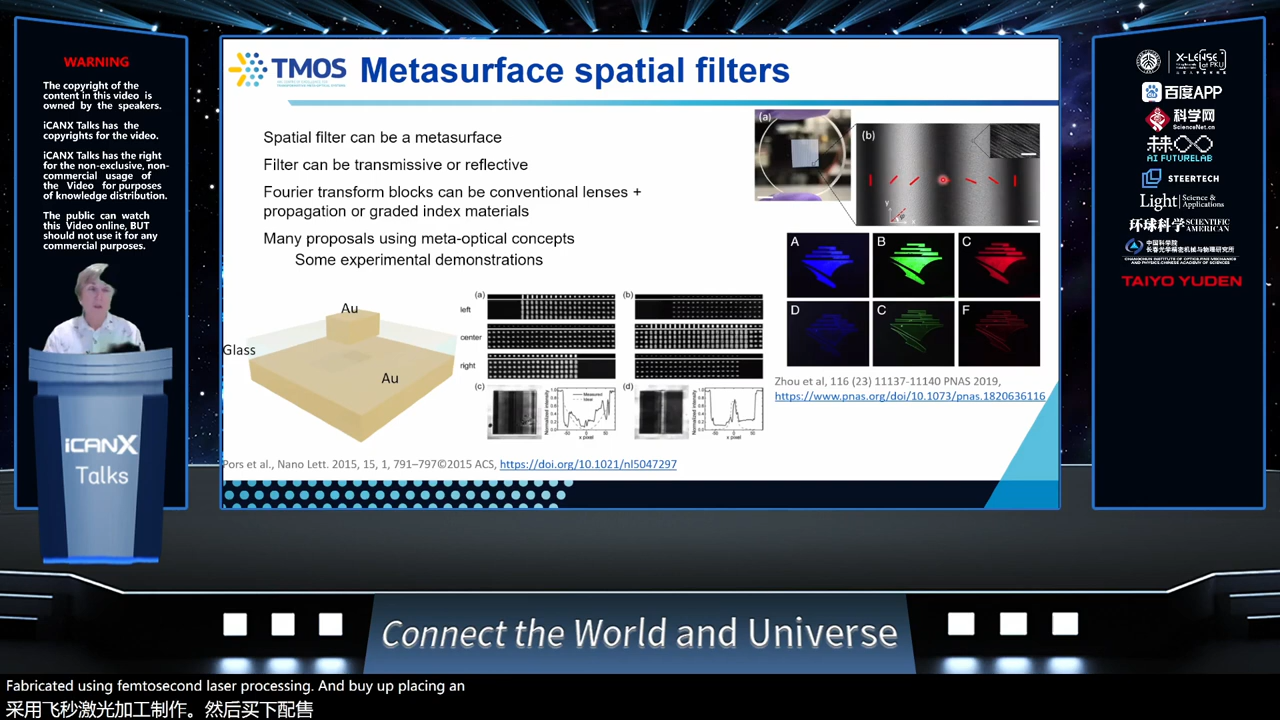 WARNING
The copyright of the
content in this video is
owned by the speakers.
iCANX Talks has the
copyrights for the video.
iCANX Talks has the right
for the non-exclusive, non-
commercial usage of
the Video for purposes
of knowledge distribution.
The public can watch
this Video online, BUT
should not use it for any
commercial purposes.
TMOS
Metasurface spatial filters
Spatial filter can be a metasurface
Filter can be transmissive or reflective
Fourier transform blocks can be conventional lenses +
propagation or graded index materials
Many proposals using meta-optical concepts
Some experimental demonstrations
Au
Glass
Au
(a)
(b)
left
center
right
(c)
(d)
Normalized intensity
Measured
Ideal
x pixel
Normalized intensity
x pixel
(a)
(b)
y
x
A
B
C
D
C
F
Zhou et al, 116 (23) 11137-11140 PNAS 2019,
https://www.pnas.org/doi/10.1073/pnas.1820636116
Pors et al., Nano Lett. 2015, 15, 1, 791–797©2015 ACS, https://doi.org/10.1021/nl5047297
X-LENSE
百度APP
科学网
ScienceNet.cn
AI FUTURELAB
STEERTECH
Light Science & Applications
环球科学 SCIENTIFIC AMERICAN
中国科学院
长春光学精密机械与物理研究所
TAIYO YUDEN
iCANX
Talks
Connect the World and Universe
Fabricated using femtosecond laser processing. And buy up placing an
采用飞秒激光加工制作。然后买下配售